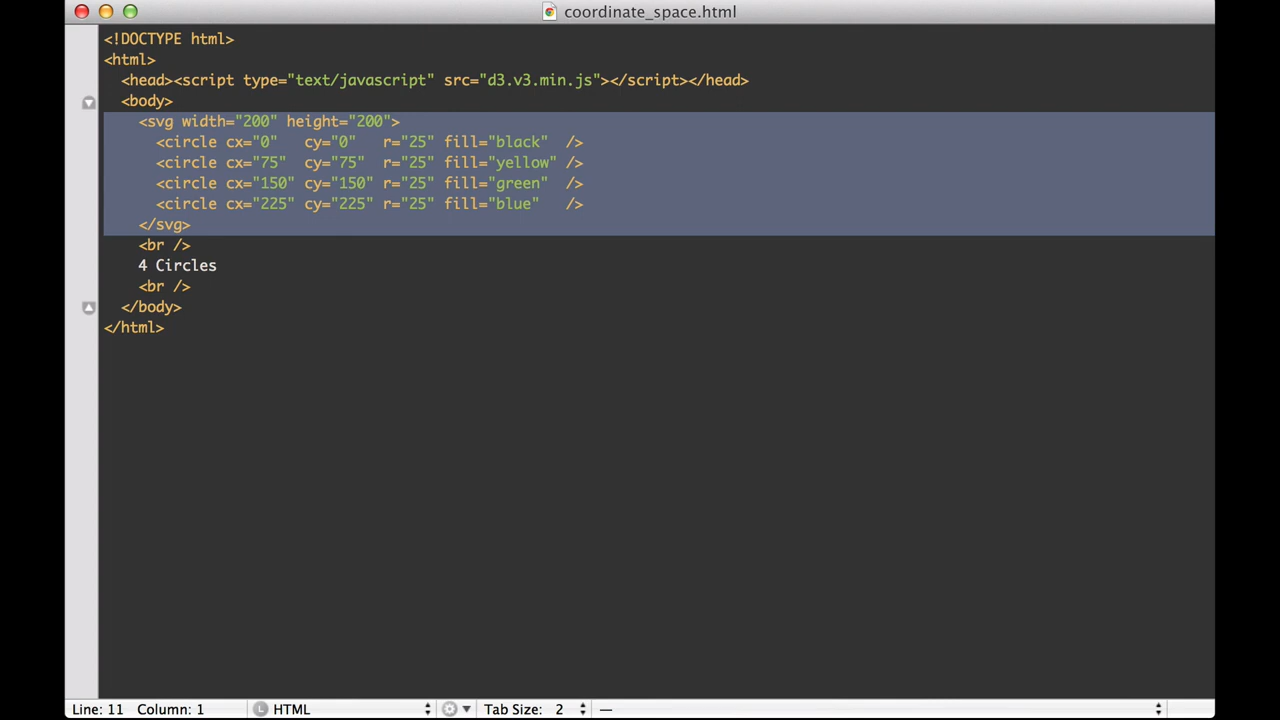 coordinate_space.html
<!DOCTYPE html>
<html>
<head><script type="text/javascript" src="d3.v3.min.js"></script></head>
<body>
<svg width="200" height="200">
<circle cx="0" cy="0" r="25" fill="black" />
<circle cx="75" cy="75" r="25" fill="yellow" />
<circle cx="150" cy="150" r="25" fill="green" />
<circle cx="225" cy="225" r="25" fill="blue" />
</svg>
<br />
4 Circles
<br />
</body>
</html>
Line: 11 Column: 1 L HTML Tab Size: 2 —